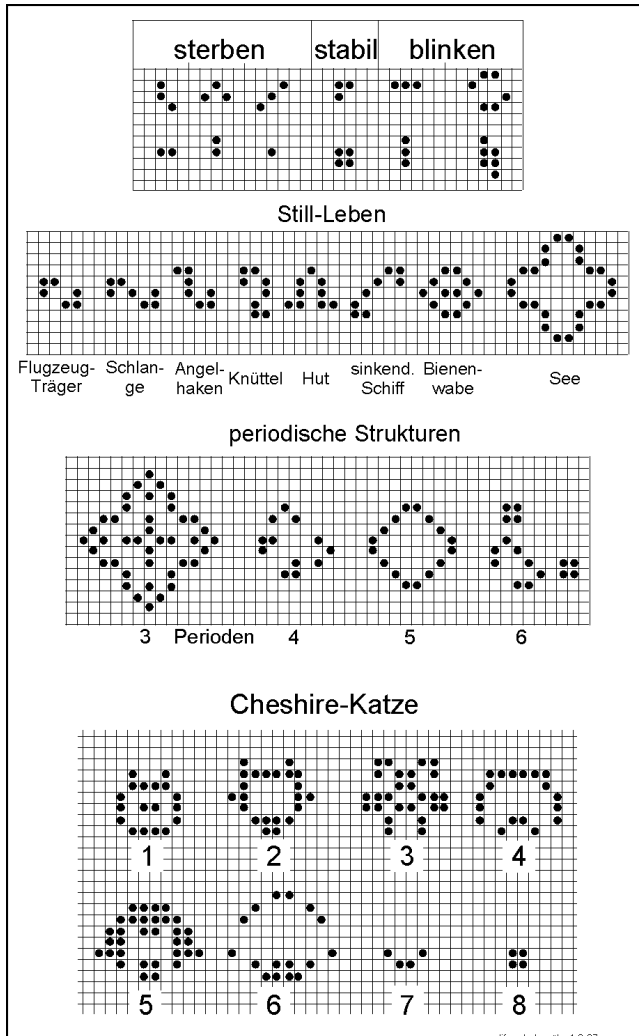 sterben stabil blinken
Still-Leben
Flugzeug- Schlan- Angel- Knüttel Hut sinkend. Bienen- See
Träger ge haken Schiff wabe
periodische Strukturen
3 Perioden 4 5 6
Cheshire-Katze
1 2 3 4
5 6 7 8